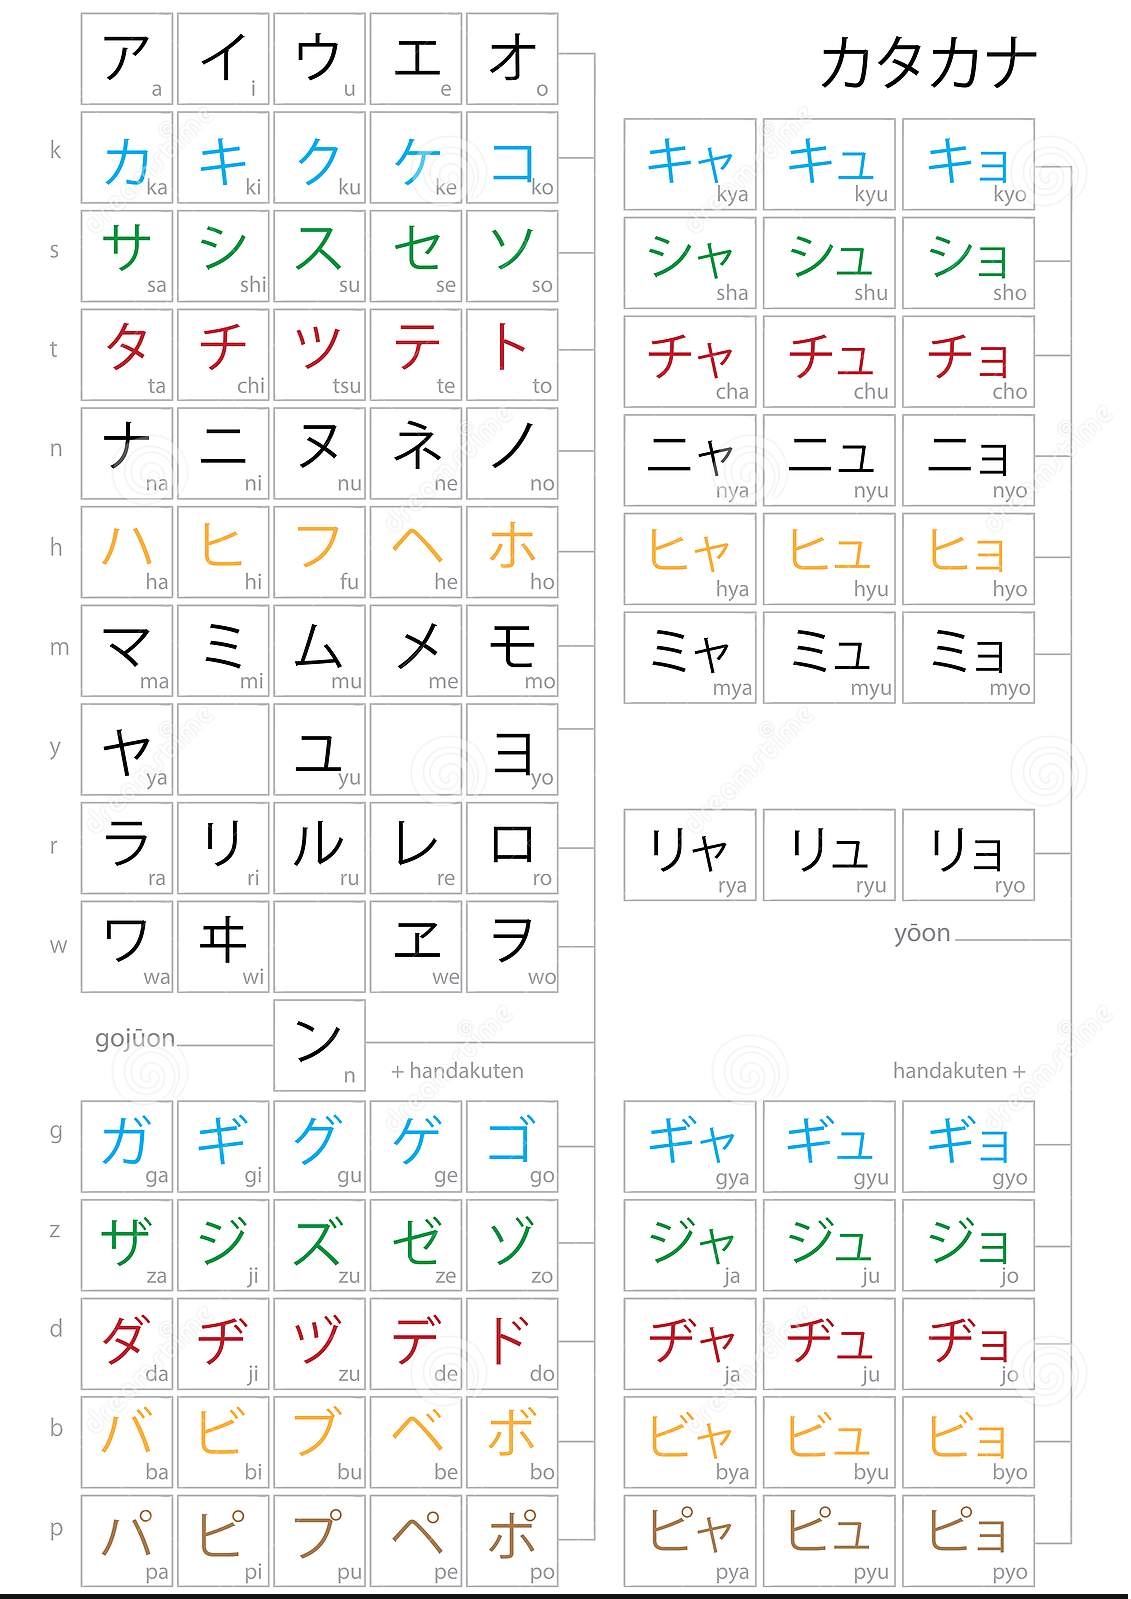 カタカナ
ア a イ i ウ u エ e オ o
k カ ka キ ki ク ku ケ ke コ ko キャ kya キュ kyu キョ kyo
s サ sa シ shi ス su セ se ソ so シャ sha シュ shu ショ sho
t タ ta チ chi ツ tsu テ te ト to チャ cha チュ chu チョ cho
n ナ na ニ ni ヌ nu ネ ne ノ no ニャ nya ニュ nyu ニョ nyo
h ハ ha ヒ hi フ fu ヘ he ホ ho ヒャ hya ヒュ hyu ヒョ hyo
m マ ma ミ mi ム mu メ me モ mo ミャ mya ミュ myu ミョ myo
y ヤ ya ユ yu ヨ yo
r ラ ra リ ri ル ru レ re ロ ro リャ rya リュ ryu リョ ryo
w ワ wa ヰ wi ヱ we ヲ wo
yōon
gojūon ン n
+ handakuten handakuten +
g ガ ga ギ gi グ gu ゲ ge ゴ go ギャ gya ギュ gyu ギョ gyo
z ザ za ジ ji ズ zu ゼ ze ゾ zo ジャ ja ジュ ju ジョ jo
d ダ da ヂ ji ヅ zu デ de ド do ヂャ ja ヂュ ju ヂョ jo
b バ ba ビ bi ブ bu ベ be ボ bo ビャ bya ビュ byu ビョ byo
p パ pa ピ pi プ pu ペ pe ポ po ピャ pya ピュ pyu ピョ pyo